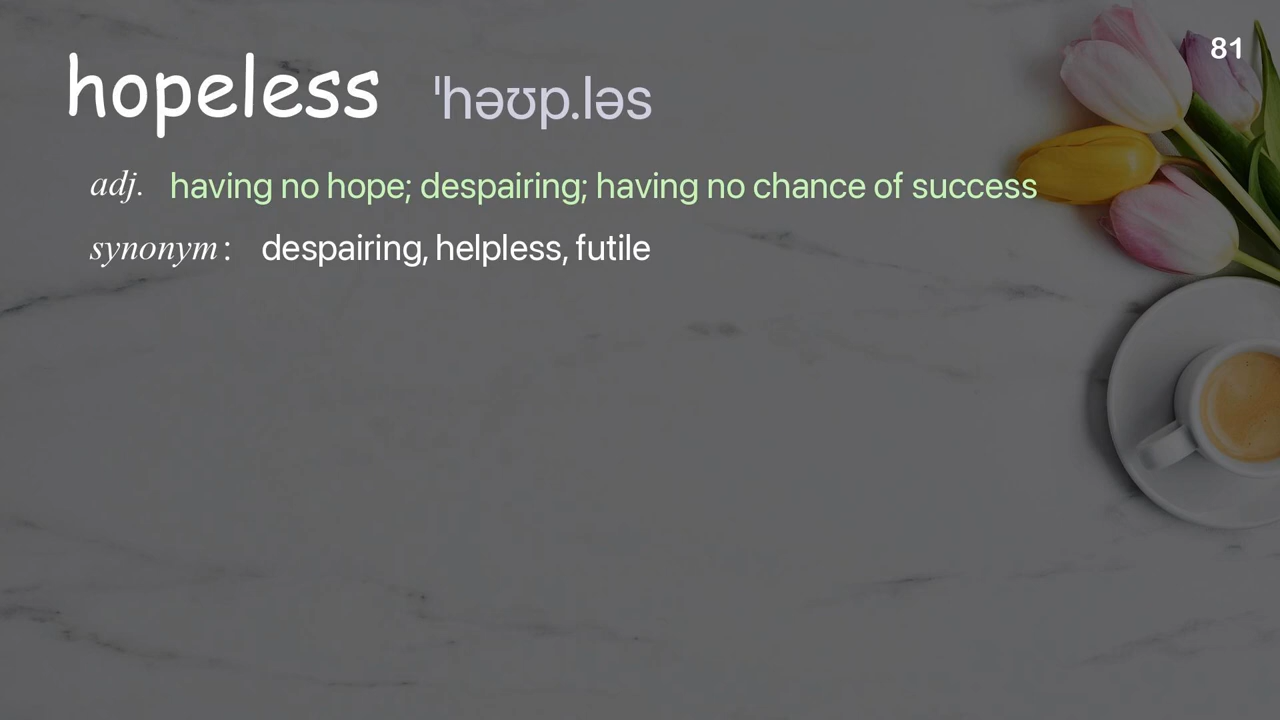 81
hopeless ˈhəʊp.ləs
adj. having no hope; despairing; having no chance of success
synonym: despairing, helpless, futile